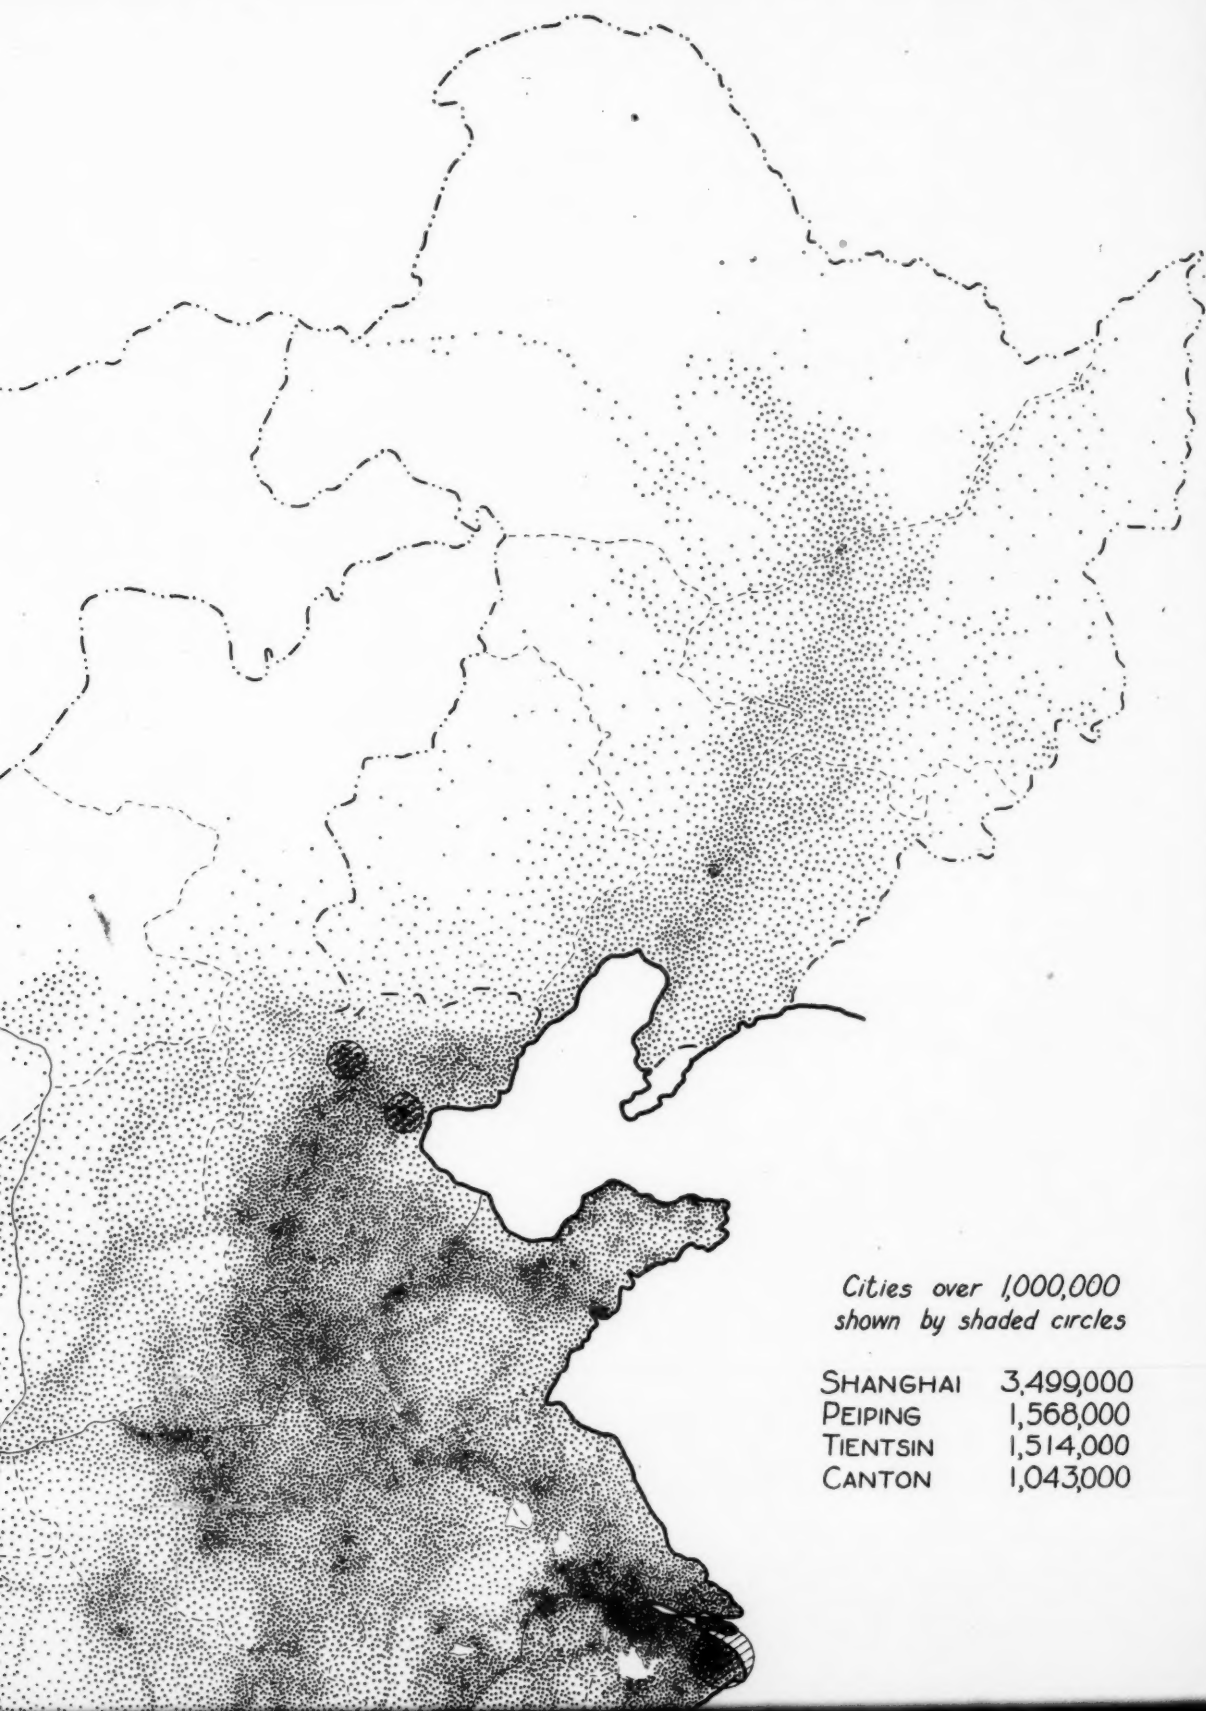 Cities over 1,000,000
shown by shaded circles
SHANGHAI 3,499,000
PEIPING 1,568,000
TIENTSIN 1,514,000
CANTON 1,043,000